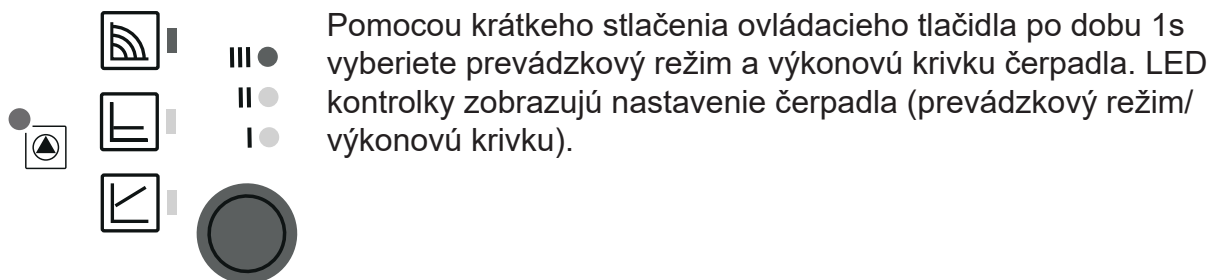 III
II
I
Pomocou krátkeho stlačenia ovládacieho tlačidla po dobu 1s
vyberiete prevádzkový režim a výkonovú krivku čerpadla. LED
kontrolky zobrazujú nastavenie čerpadla (prevádzkový režim/
výkonovú krivku).